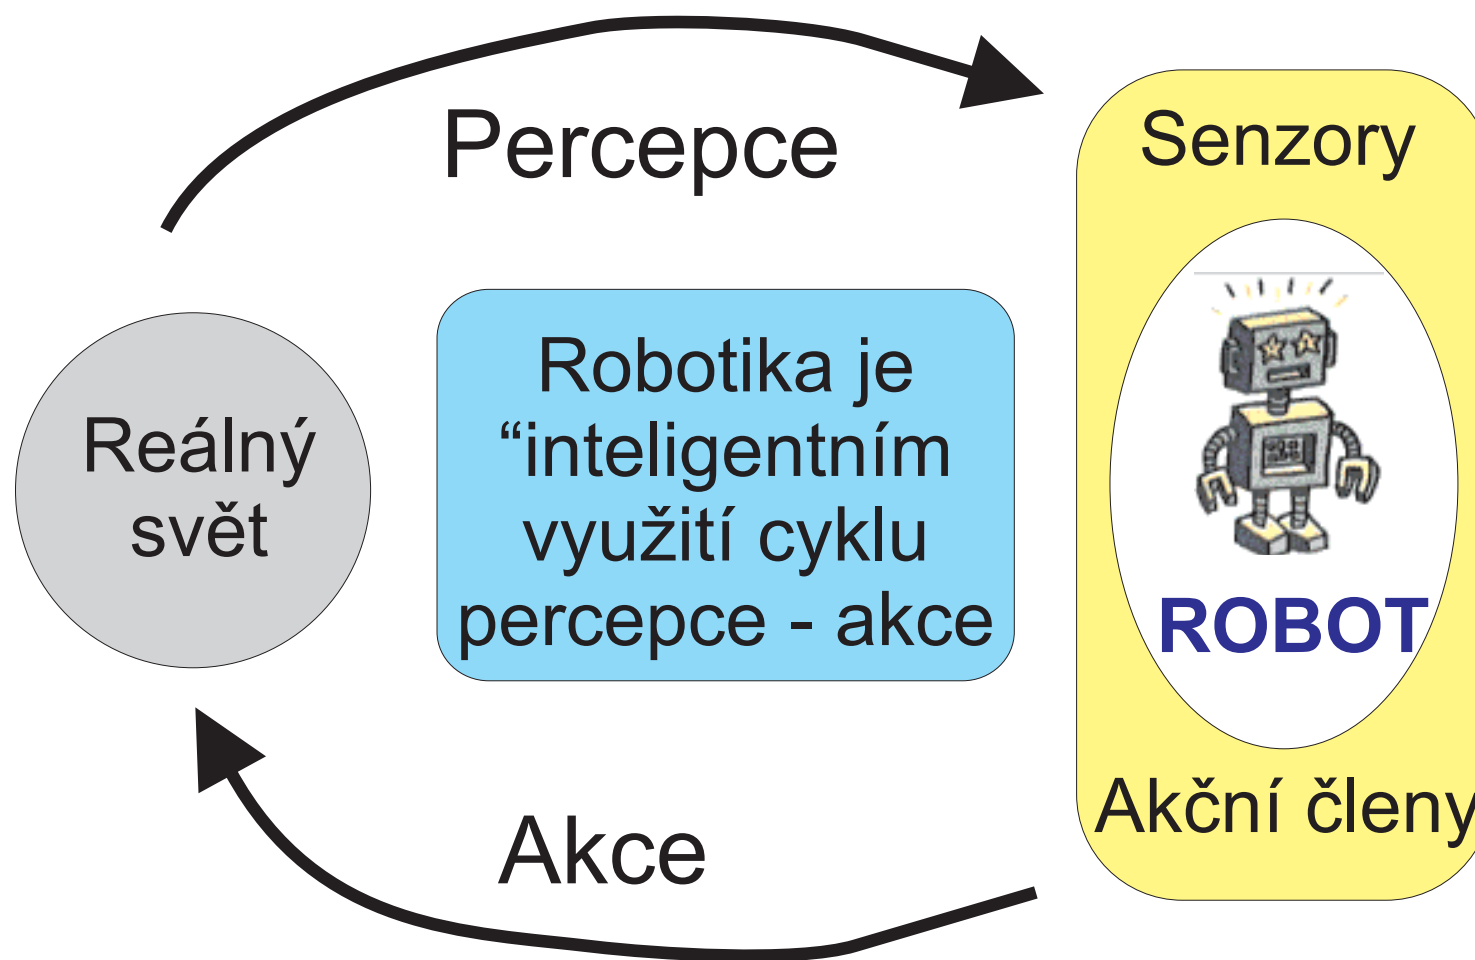 Percepce
Senzory
Reálný
svět
Robotika je
“inteligentním
využití cyklu
percepce - akce
ROBOT
Akční členy
Akce